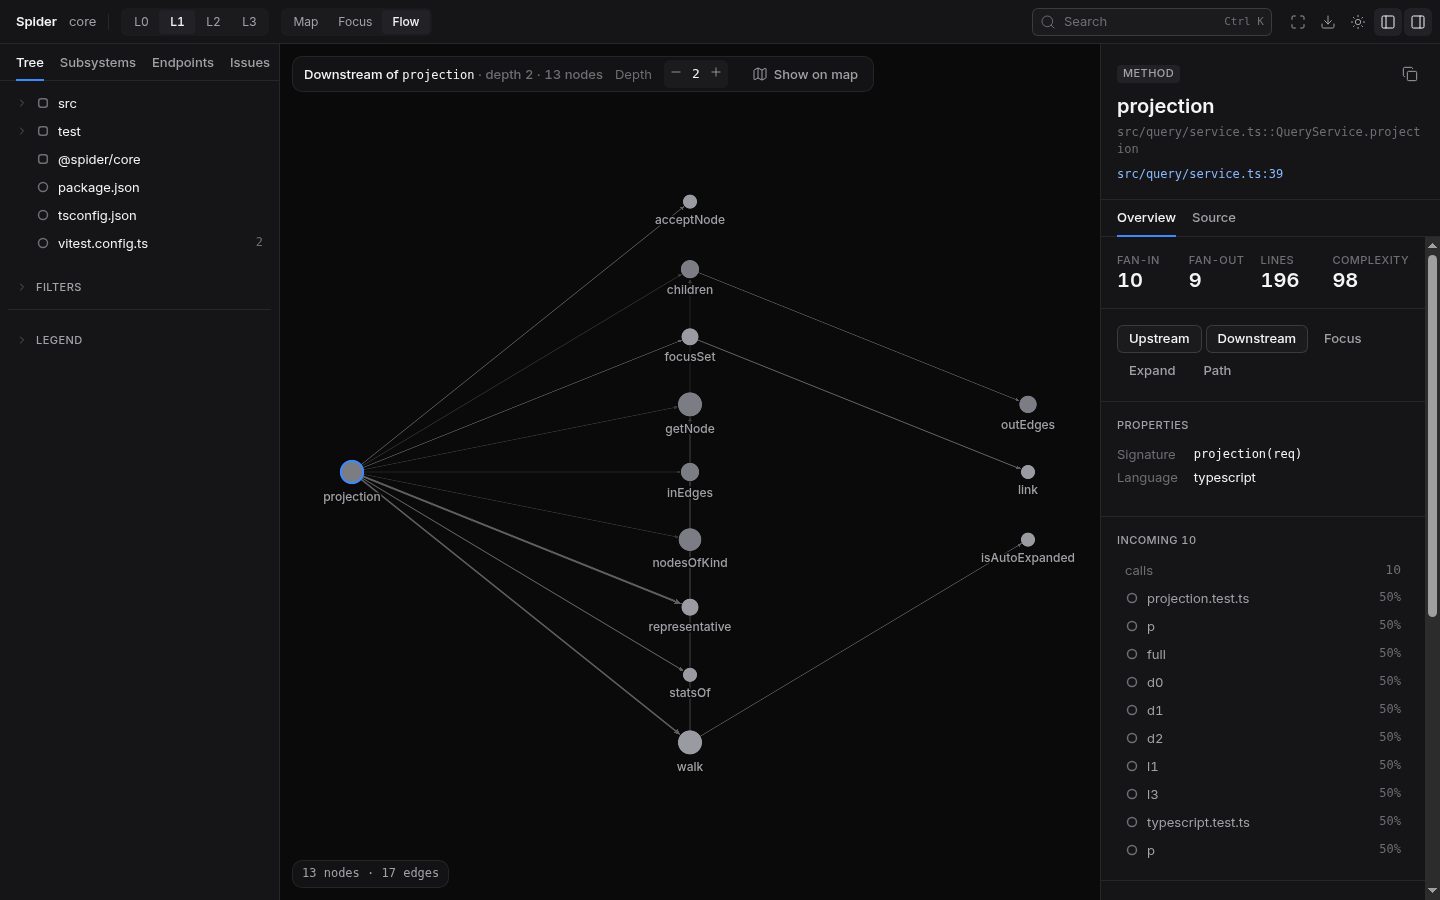 Spider core L0 L1 L2 L3 Map Focus Flow Search Ctrl K
Tree Subsystems Endpoints Issues
src
test
@spider/core
package.json
tsconfig.json
vitest.config.ts 2
FILTERS
LEGEND
Downstream of projection · depth 2 · 13 nodes Depth 2 Show on map
acceptNode
children
focusSet
getNode
outEdges
projection
inEdges
link
nodesOfKind
isAutoExpanded
representative
statsOf
walk
13 nodes · 17 edges
METHOD
projection
src/query/service.ts::QueryService.project
ion
src/query/service.ts:39
Overview Source
FAN-IN FAN-OUT LINES COMPLEXITY
10 9 196 98
Upstream Downstream Focus
Expand Path
PROPERTIES
Signature projection(req)
Language typescript
INCOMING 10
calls 10
projection.test.ts 50%
p 50%
full 50%
d0 50%
d1 50%
d2 50%
l1 50%
l3 50%
typescript.test.ts 50%
p 50%